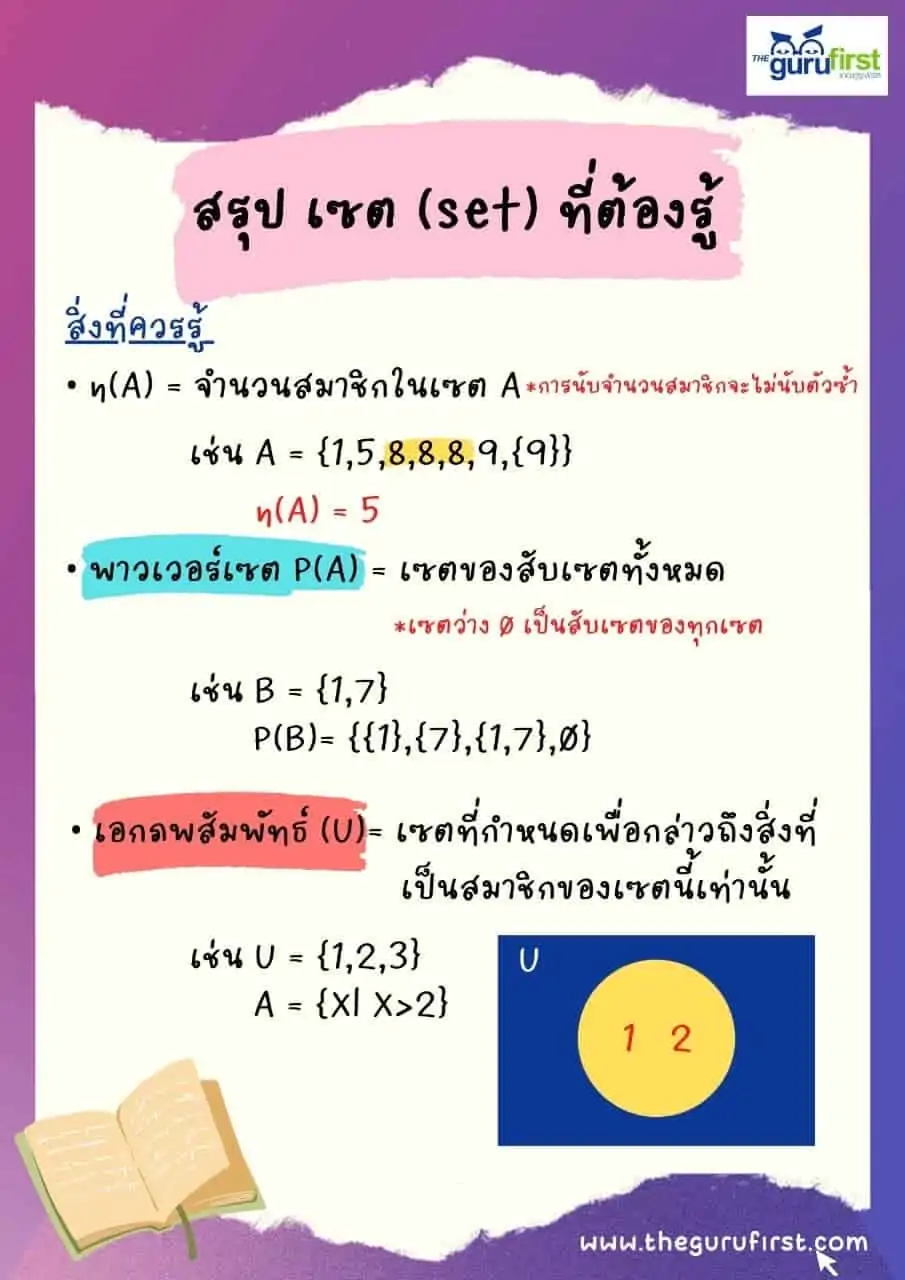 THE gurufirst
สรุป เซต (set) ที่ต้องรู้
สิ่งที่ควรรู้
• η(A) = จำนวนสมาชิกในเซต A *การนับจำนวนสมาชิกจะไม่นับตัวซ้ำ
เช่น A = {1,5,8,8,8,9,{9}}
η(A) = 5
• พาวเวอร์เซต P(A) = เซตของสับเซตทั้งหมด
*เซตว่าง Ø เป็นสับเซตของทุกเซต
เช่น B = {1,7}
P(B)= {{1},{7},{1,7},Ø}
• เอกภพสัมพัทธ์ (U)= เซตที่กำหนดเพื่อกล่าวถึงสิ่งที่
เป็นสมาชิกของเซตนี้เท่านั้น
เช่น U = {1,2,3}
A = {X| X>2}
U
1 2
www.thegurufirst.com